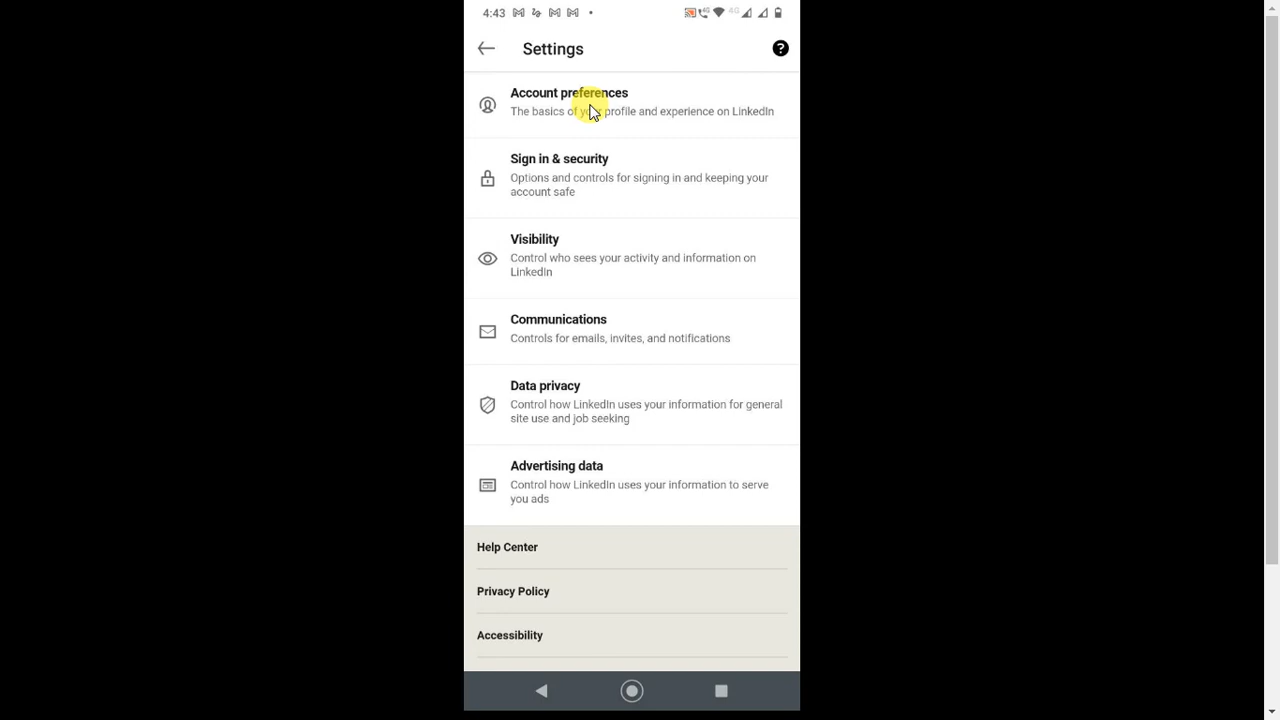 4:43
4G
4G
Settings
?
Account preferences
The basics of your profile and experience on LinkedIn
Sign in & security
Options and controls for signing in and keeping your
account safe
Visibility
Control who sees your activity and information on
LinkedIn
Communications
Controls for emails, invites, and notifications
Data privacy
Control how LinkedIn uses your information for general
site use and job seeking
Advertising data
Control how LinkedIn uses your information to serve
you ads
Help Center
Privacy Policy
Accessibility